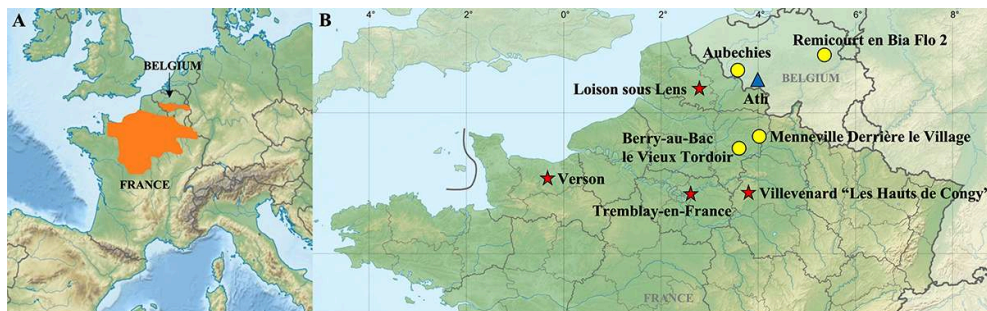 A
BELGIUM
FRANCE
B
4°
2°
0°
2°
4°
6°
8°
Remicourt en Bia Flo 2
Aubechies
BELGIUM
Loison sous Lens
Ath
Berry-au-Bac
le Vieux Tordoir
Menneville Derrière le Village
Verson
Villevenard “Les Hauts de Congy”
Tremblay-en-France
FRANCE